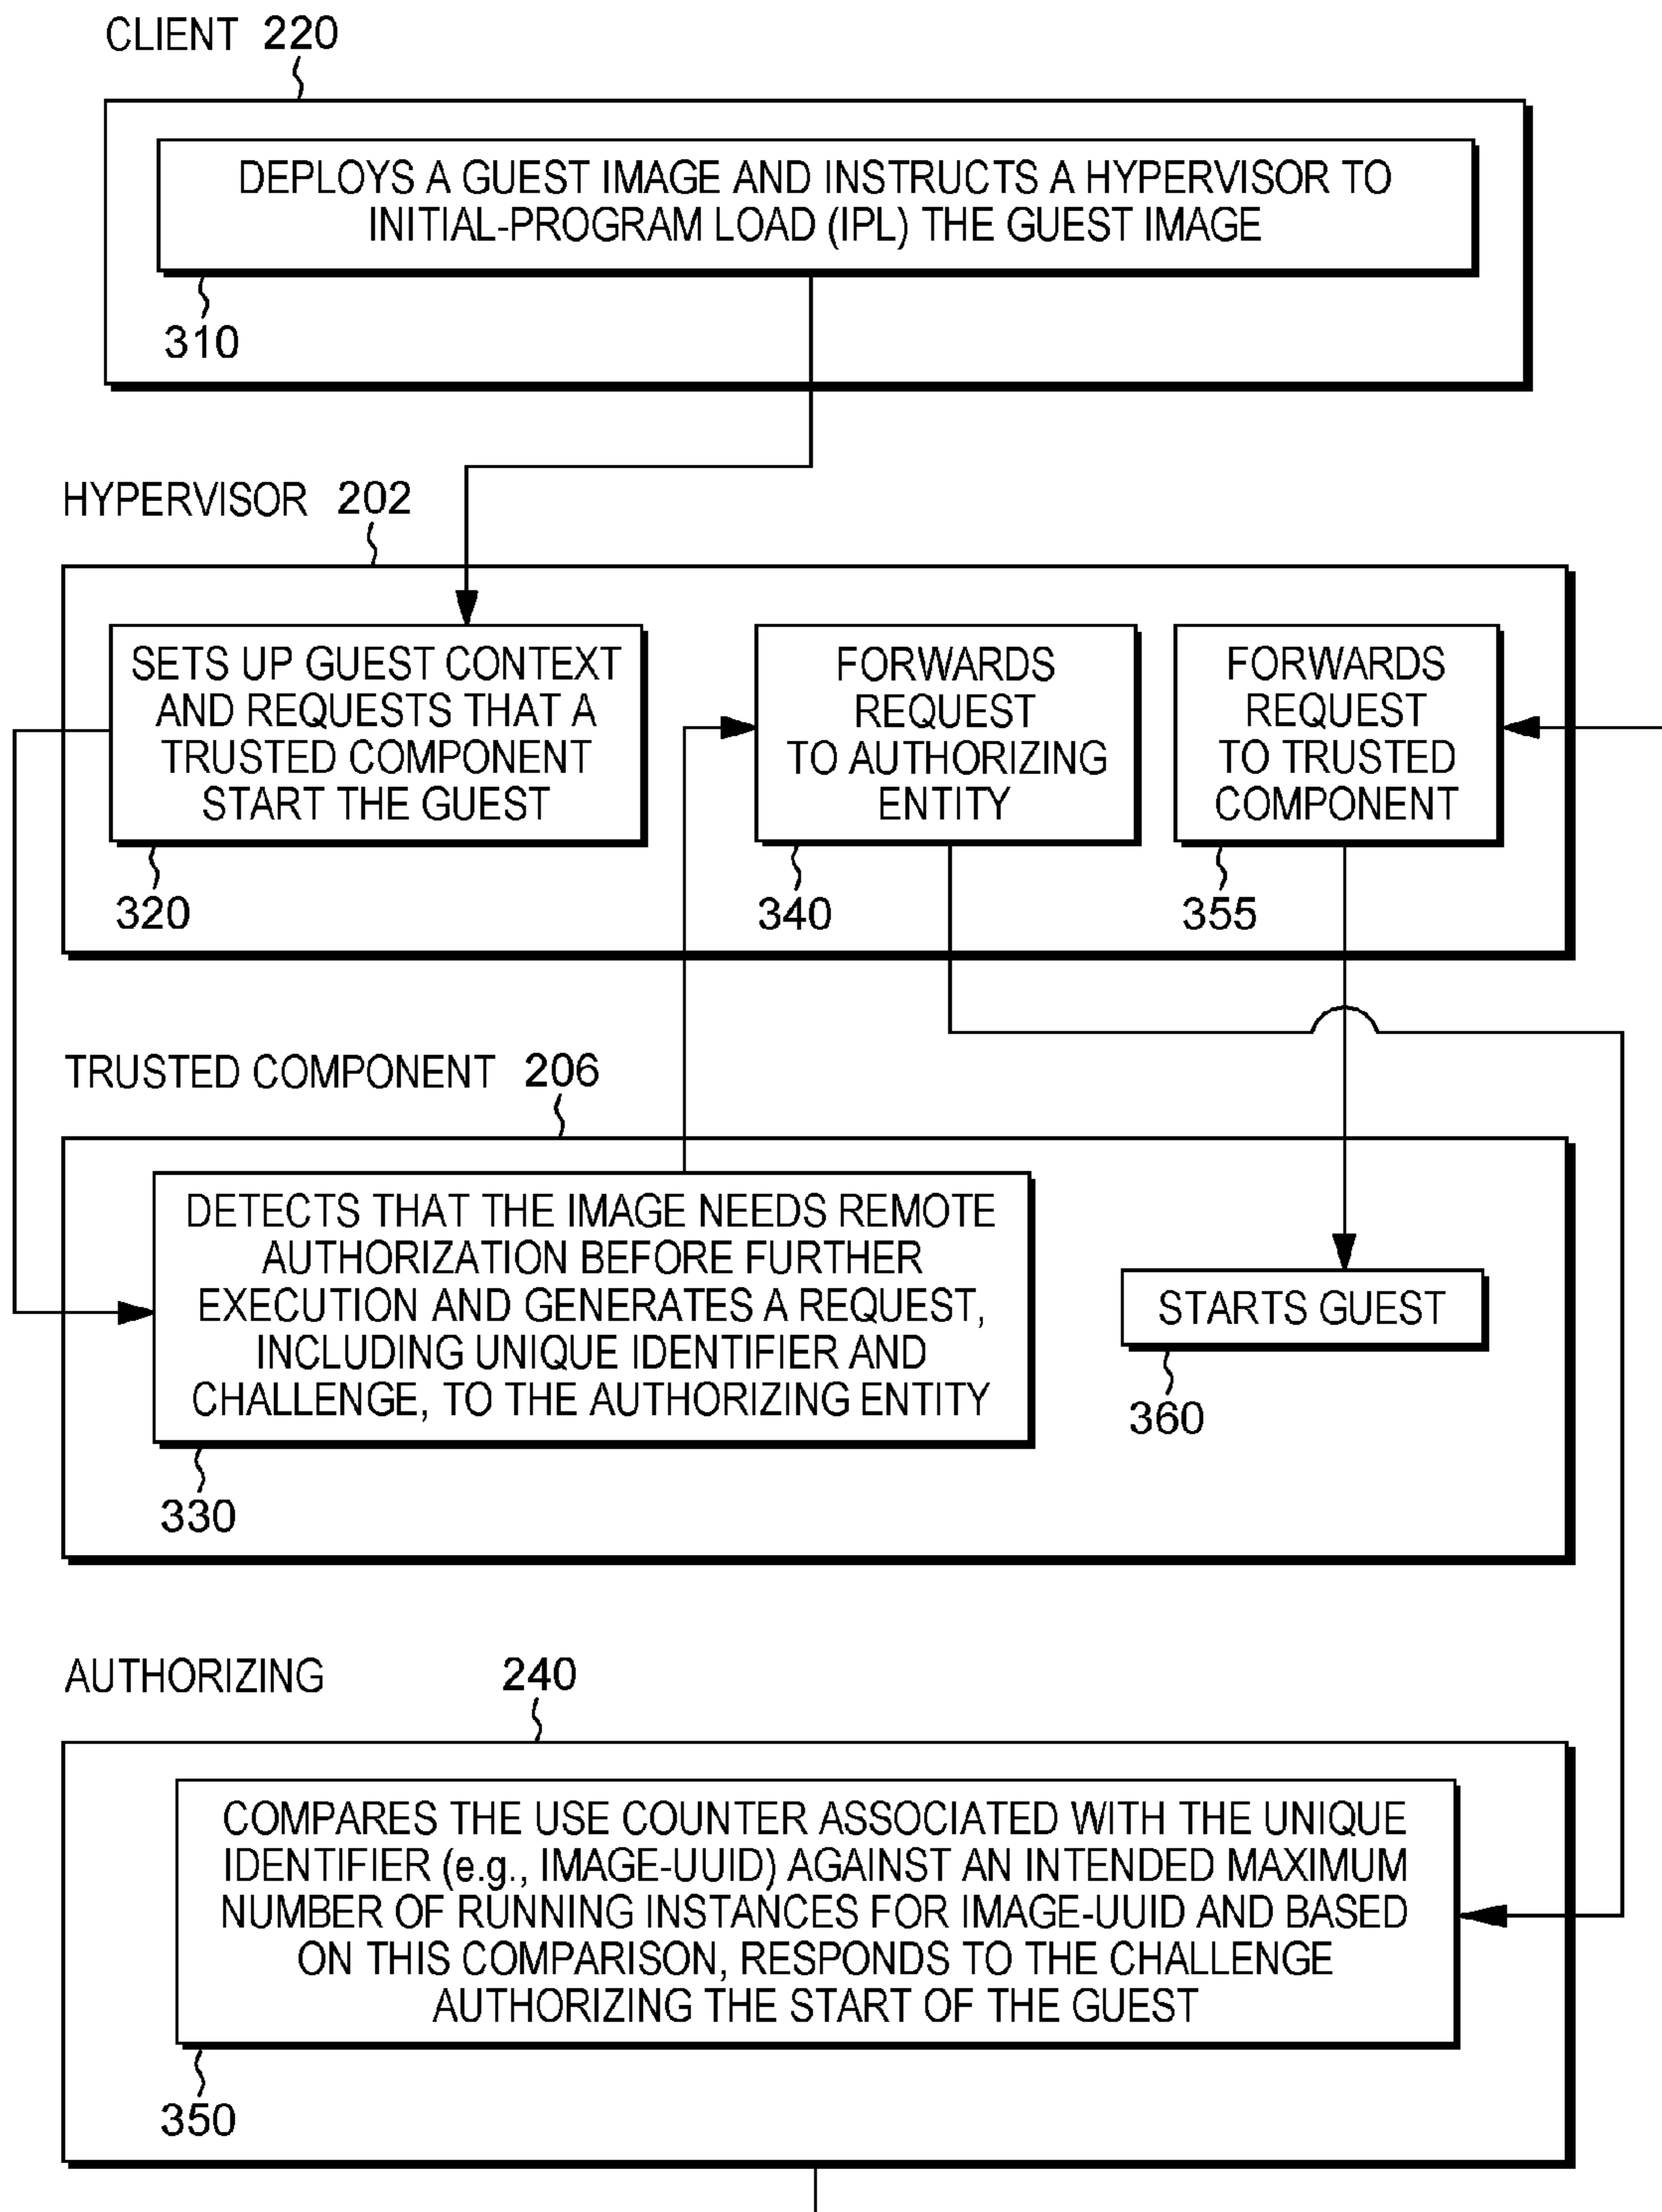 CLIENT 220
DEPLOYS A GUEST IMAGE AND INSTRUCTS A HYPERVISOR TO
INITIAL-PROGRAM LOAD (IPL) THE GUEST IMAGE
310
HYPERVISOR 202
SETS UP GUEST CONTEXT
AND REQUESTS THAT A
TRUSTED COMPONENT
START THE GUEST
320
FORWARDS
REQUEST
TO AUTHORIZING
ENTITY
340
FORWARDS
REQUEST
TO TRUSTED
COMPONENT
355
TRUSTED COMPONENT 206
DETECTS THAT THE IMAGE NEEDS REMOTE
AUTHORIZATION BEFORE FURTHER
EXECUTION AND GENERATES A REQUEST,
INCLUDING UNIQUE IDENTIFIER AND
CHALLENGE, TO THE AUTHORIZING ENTITY
330
STARTS GUEST
360
AUTHORIZING 240
COMPARES THE USE COUNTER ASSOCIATED WITH THE UNIQUE
IDENTIFIER (e.g., IMAGE-UUID) AGAINST AN INTENDED MAXIMUM
NUMBER OF RUNNING INSTANCES FOR IMAGE-UUID AND BASED
ON THIS COMPARISON, RESPONDS TO THE CHALLENGE
AUTHORIZING THE START OF THE GUEST
350